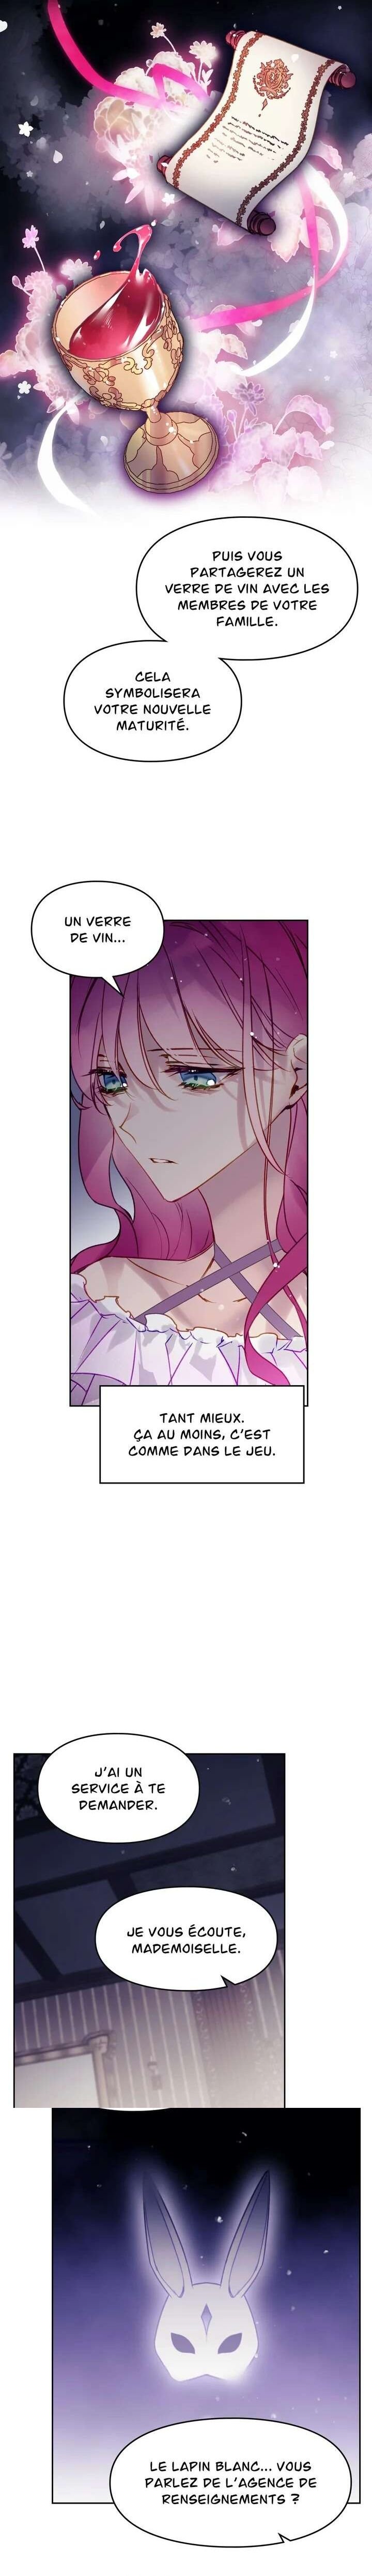 PUIS VOUS
PARTAGEREZ UN
VERRE DE VIN AVEC LES
MEMBRES DE VOTRE
FAMILLE.
CELA
SYMBOLISERA
VOTRE NOUVELLE
MATURITÉ.
UN VERRE
DE VIN...
TANT MIEUX.
ÇA AU MOINS, C'EST
COMME DANS LE JEU.
J'AI UN
SERVICE À TE
DEMANDER.
JE VOUS ÉCOUTE,
MADEMOISELLE.
LE LAPIN BLANC... VOUS
PARLEZ DE L'AGENCE DE
RENSEIGNEMENTS ?